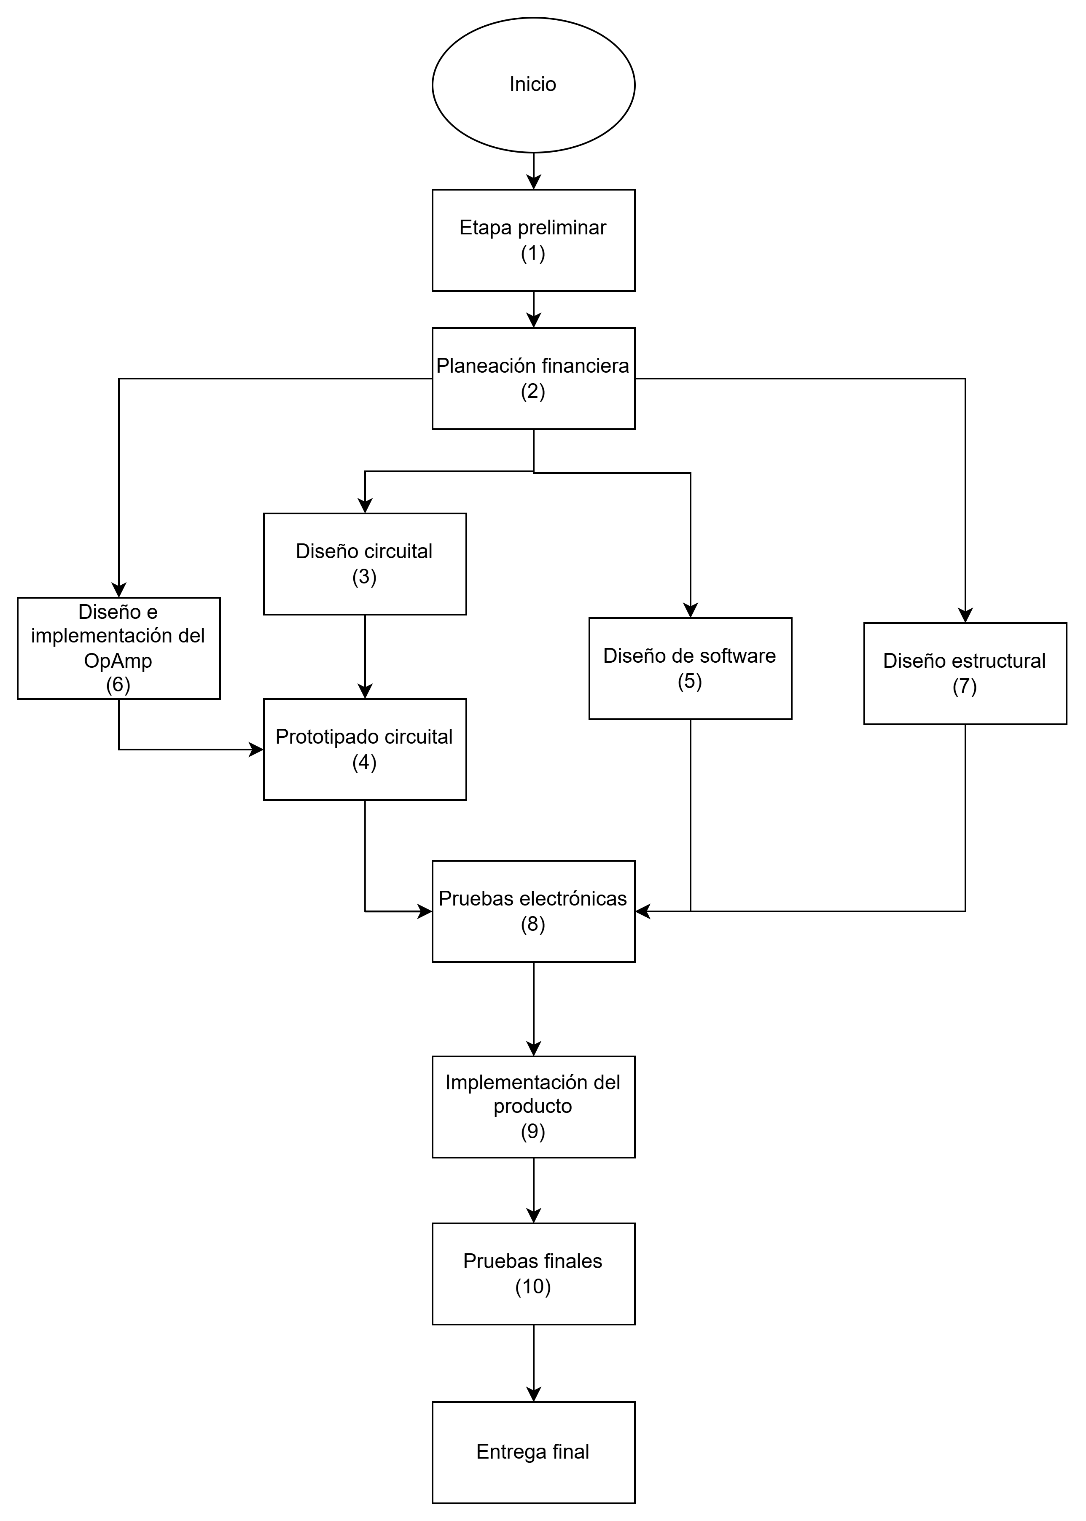 Inicio
Etapa preliminar
(1)
Planeación financiera
(2)
Diseño circuital
(3)
Diseño e
implementación del
OpAmp
(6)
Diseño de software
(5)
Diseño estructural
(7)
Prototipado circuital
(4)
Pruebas electrónicas
(8)
Implementación del
producto
(9)
Pruebas finales
(10)
Entrega final